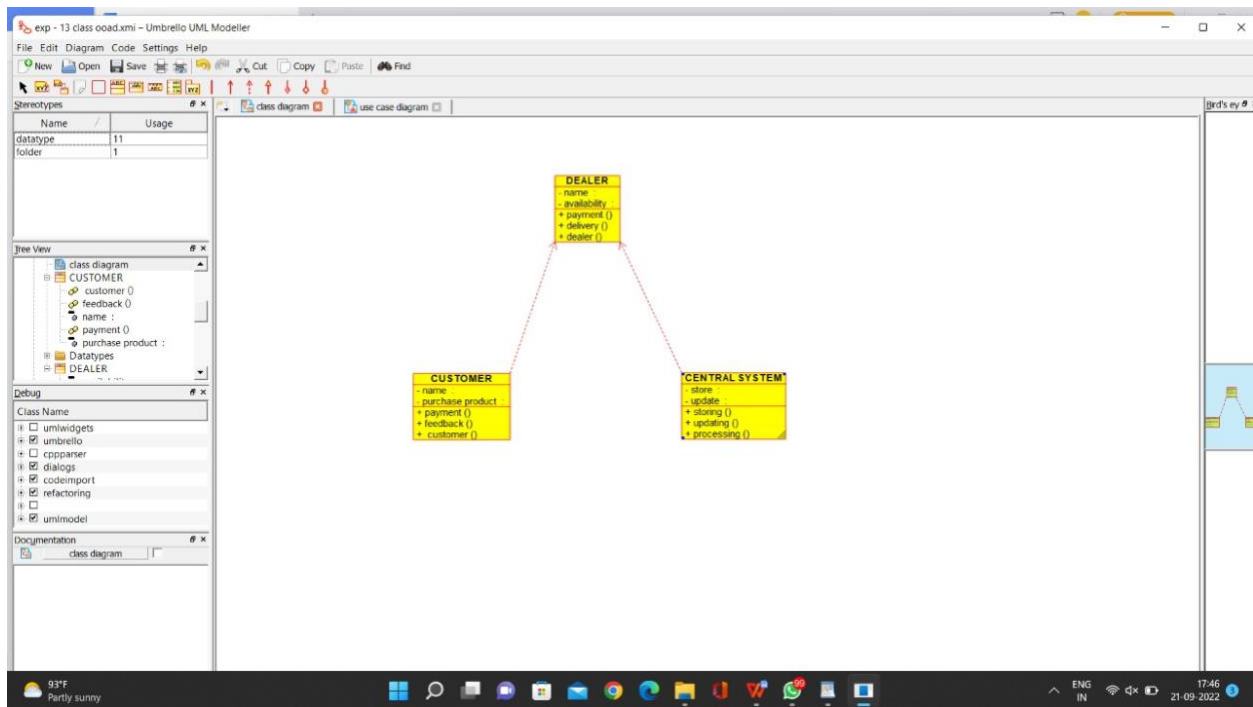 exp - 13 class ooad.xmi – Umbrello UML Modeller
File Edit Diagram Code Settings Help
New Open Save Cut Copy Paste Find
Stereotypes
class diagram use case diagram
Bird's ey
Name Usage
datatype 11
folder 1
Tree View
class diagram
CUSTOMER
customer ()
feedback ()
name :
payment ()
purchase product :
Datatypes
DEALER
Debug
Class Name
umlwidgets
umbrello
cppparser
dialogs
codeimport
refactoring
umlmodel
Documentation
class diagram
DEALER
- name :
- availability :
+ payment ()
+ delivery ()
+ dealer ()
CUSTOMER
- name :
- purchase product :
+ payment ()
+ feedback ()
+ customer ()
CENTRAL SYSTEM
- store :
- update :
+ storing ()
+ updating ()
+ processing ()
93°F
Partly sunny
ENG
IN
17:46
21-09-2022